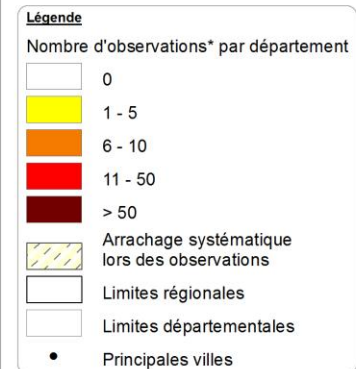 Légende
Nombre d'observations* par département
0
1 - 5
6 - 10
11 - 50
> 50
Arrachage systématique
lors des observations
Limites régionales
Limites départementales
Principales villes